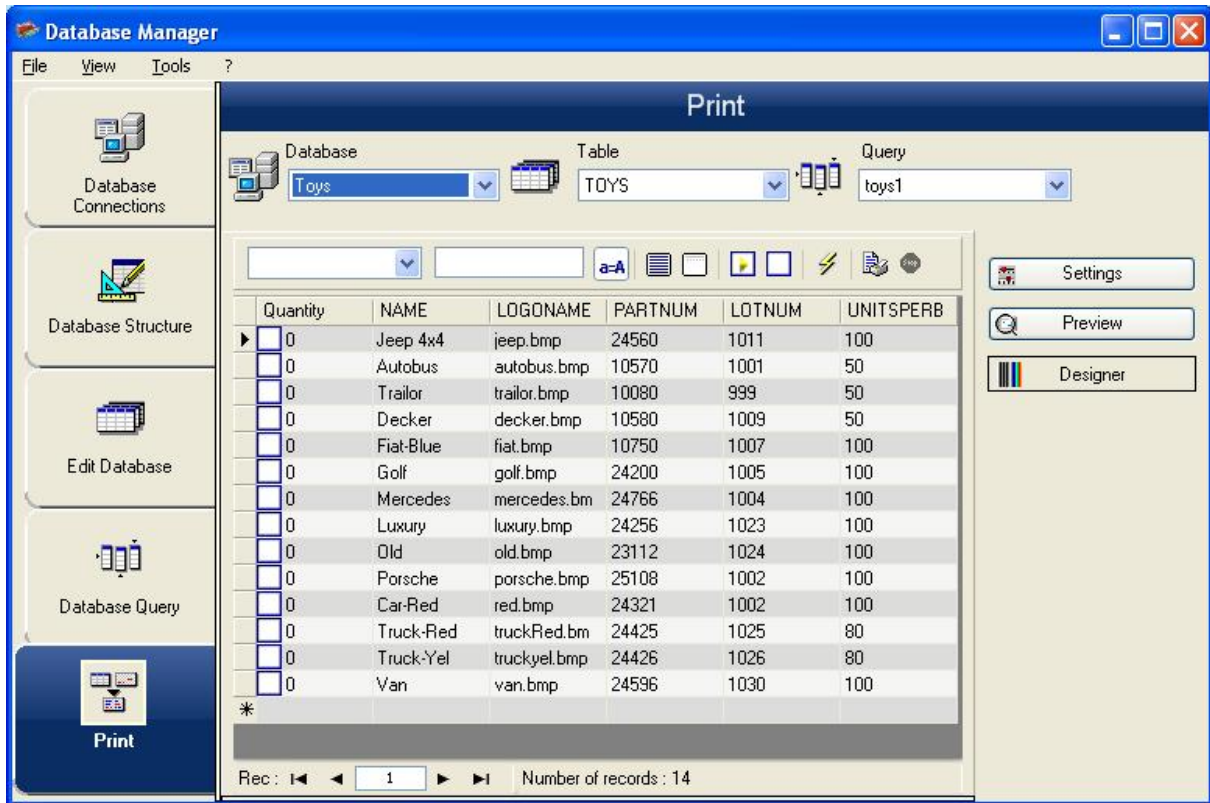 Database Manager
File View Tools ?
Database Connections
Database Structure
Edit Database
Database Query
Print
Print
Database Table Query
Toys TOYS toys1
a=A Stop
Quantity NAME LOGONAME PARTNUM LOTNUM UNITSPERB
0 Jeep 4x4 jeep.bmp 24560 1011 100
0 Autobus autobus.bmp 10570 1001 50
0 Trailor trailor.bmp 10080 999 50
0 Decker decker.bmp 10580 1009 50
0 Fiat-Blue fiat.bmp 10750 1007 100
0 Golf golf.bmp 24200 1005 100
0 Mercedes mercedes.bm 24766 1004 100
0 Luxury luxury.bmp 24256 1023 100
0 Old old.bmp 23112 1024 100
0 Porsche porsche.bmp 25108 1002 100
0 Car-Red red.bmp 24321 1002 100
0 Truck-Red truckRed.bm 24425 1025 80
0 Truck-Yel truckyel.bmp 24426 1026 80
0 Van van.bmp 24596 1030 100
Rec : 1 Number of records : 14
Settings
Preview
Designer